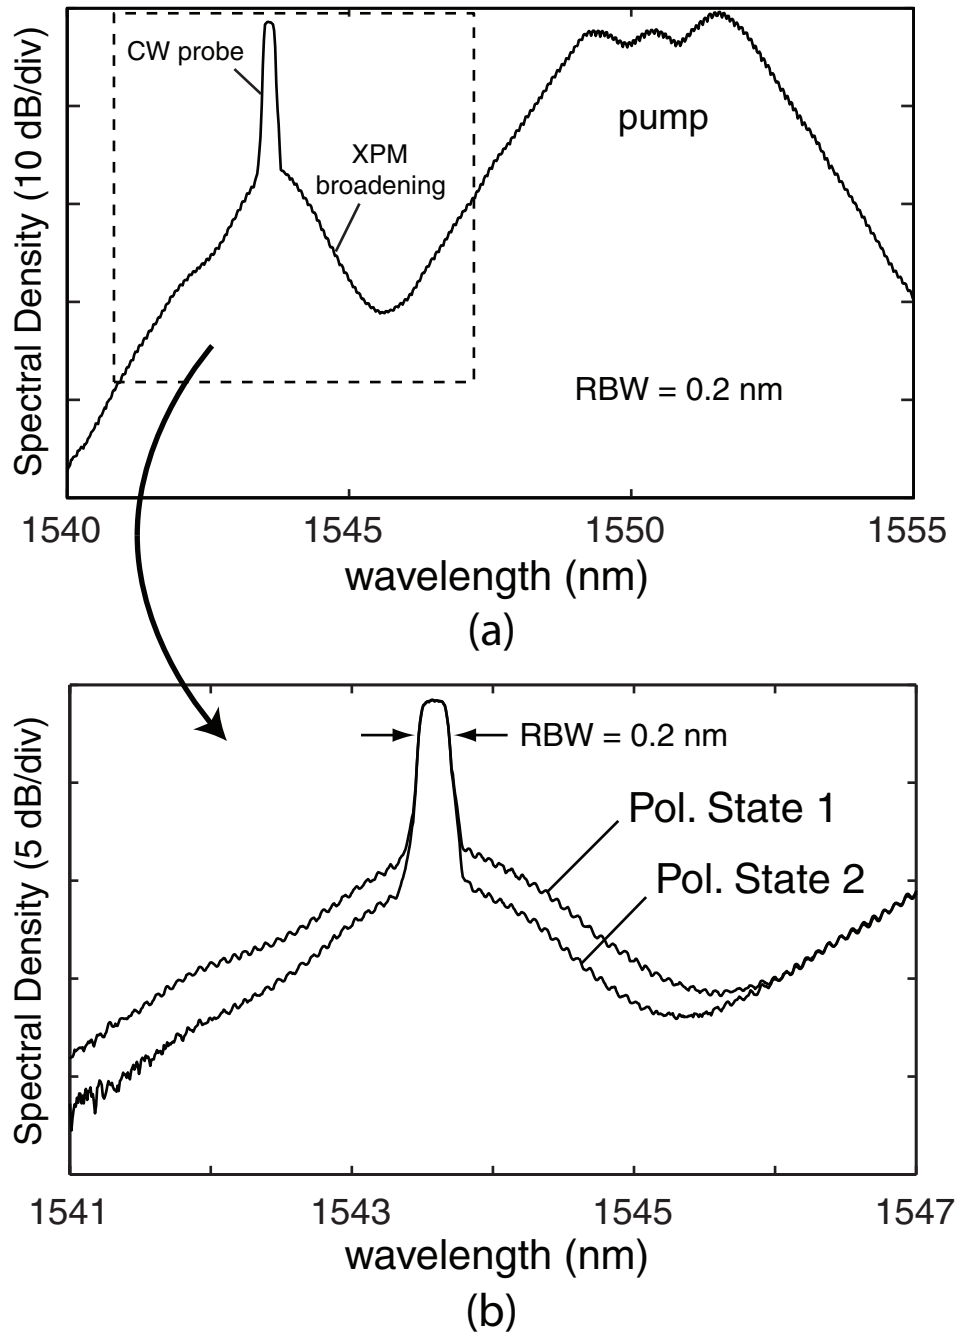 Spectral Density (10 dB/div)
CW probe
XPM
broadening
pump
RBW = 0.2 nm
1540 1545 1550 1555
wavelength (nm)
(a)
Spectral Density (5 dB/div)
RBW = 0.2 nm
Pol. State 1
Pol. State 2
1541 1543 1545 1547
wavelength (nm)
(b)